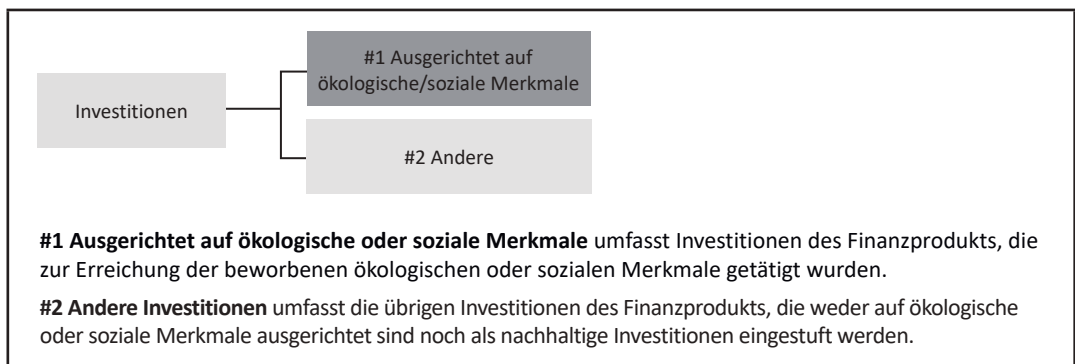 #1 Ausgerichtet auf
ökologische/soziale Merkmale
Investitionen
#2 Andere
#1 Ausgerichtet auf ökologische oder soziale Merkmale umfasst Investitionen des Finanzprodukts, die
zur Erreichung der beworbenen ökologischen oder sozialen Merkmale getätigt wurden.
#2 Andere Investitionen umfasst die übrigen Investitionen des Finanzprodukts, die weder auf ökologische
oder soziale Merkmale ausgerichtet sind noch als nachhaltige Investitionen eingestuft werden.